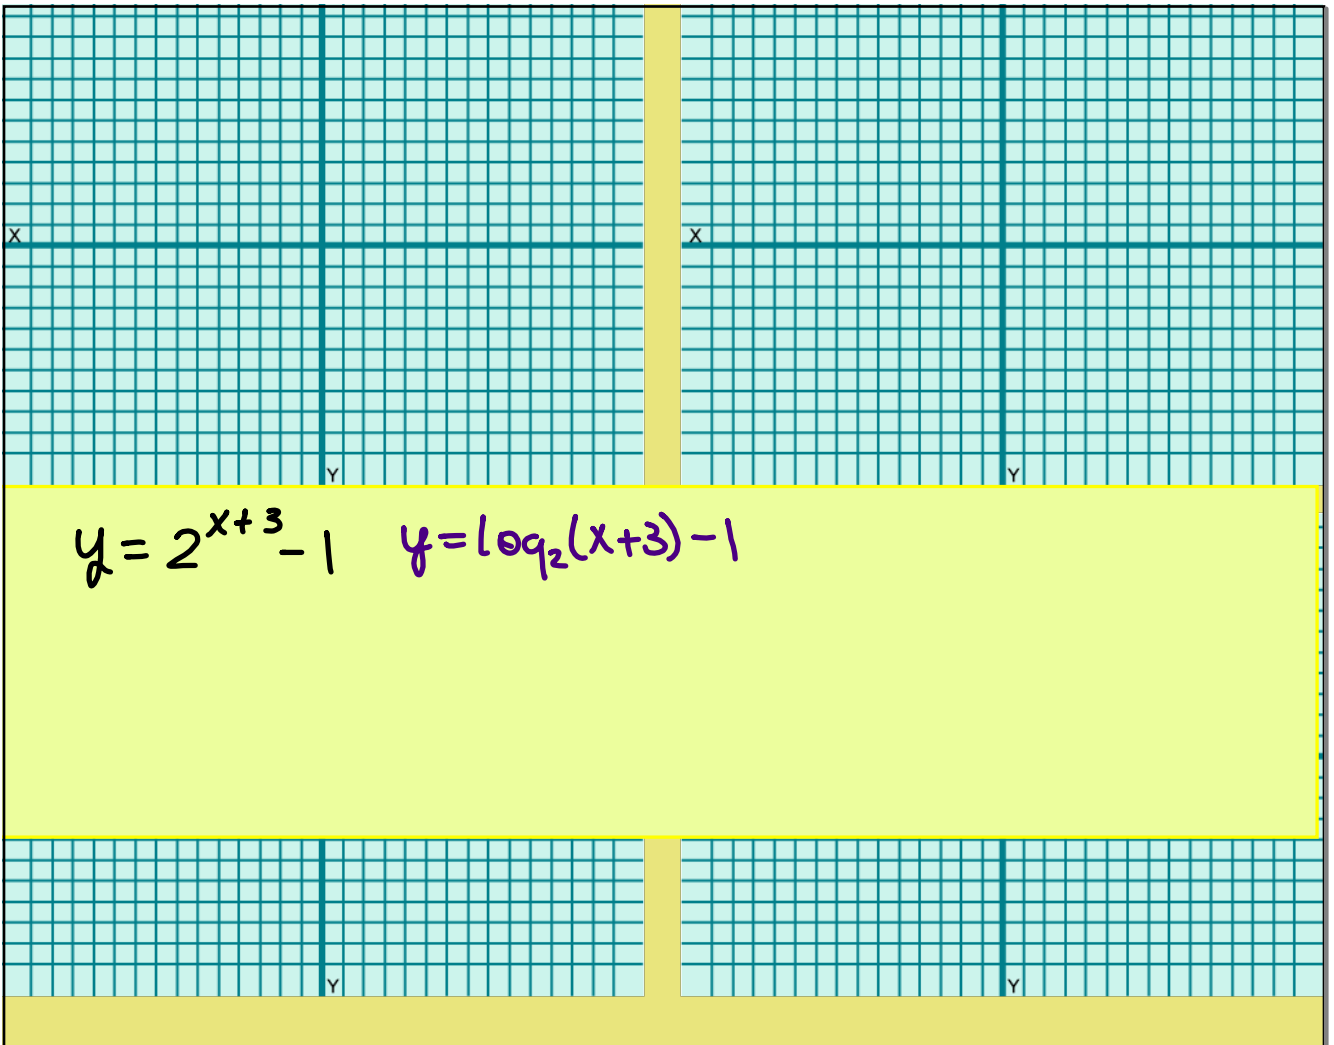 X X
Y Y
y = 2^{x+3} - 1 y = log₂(x+3) - 1
Y Y